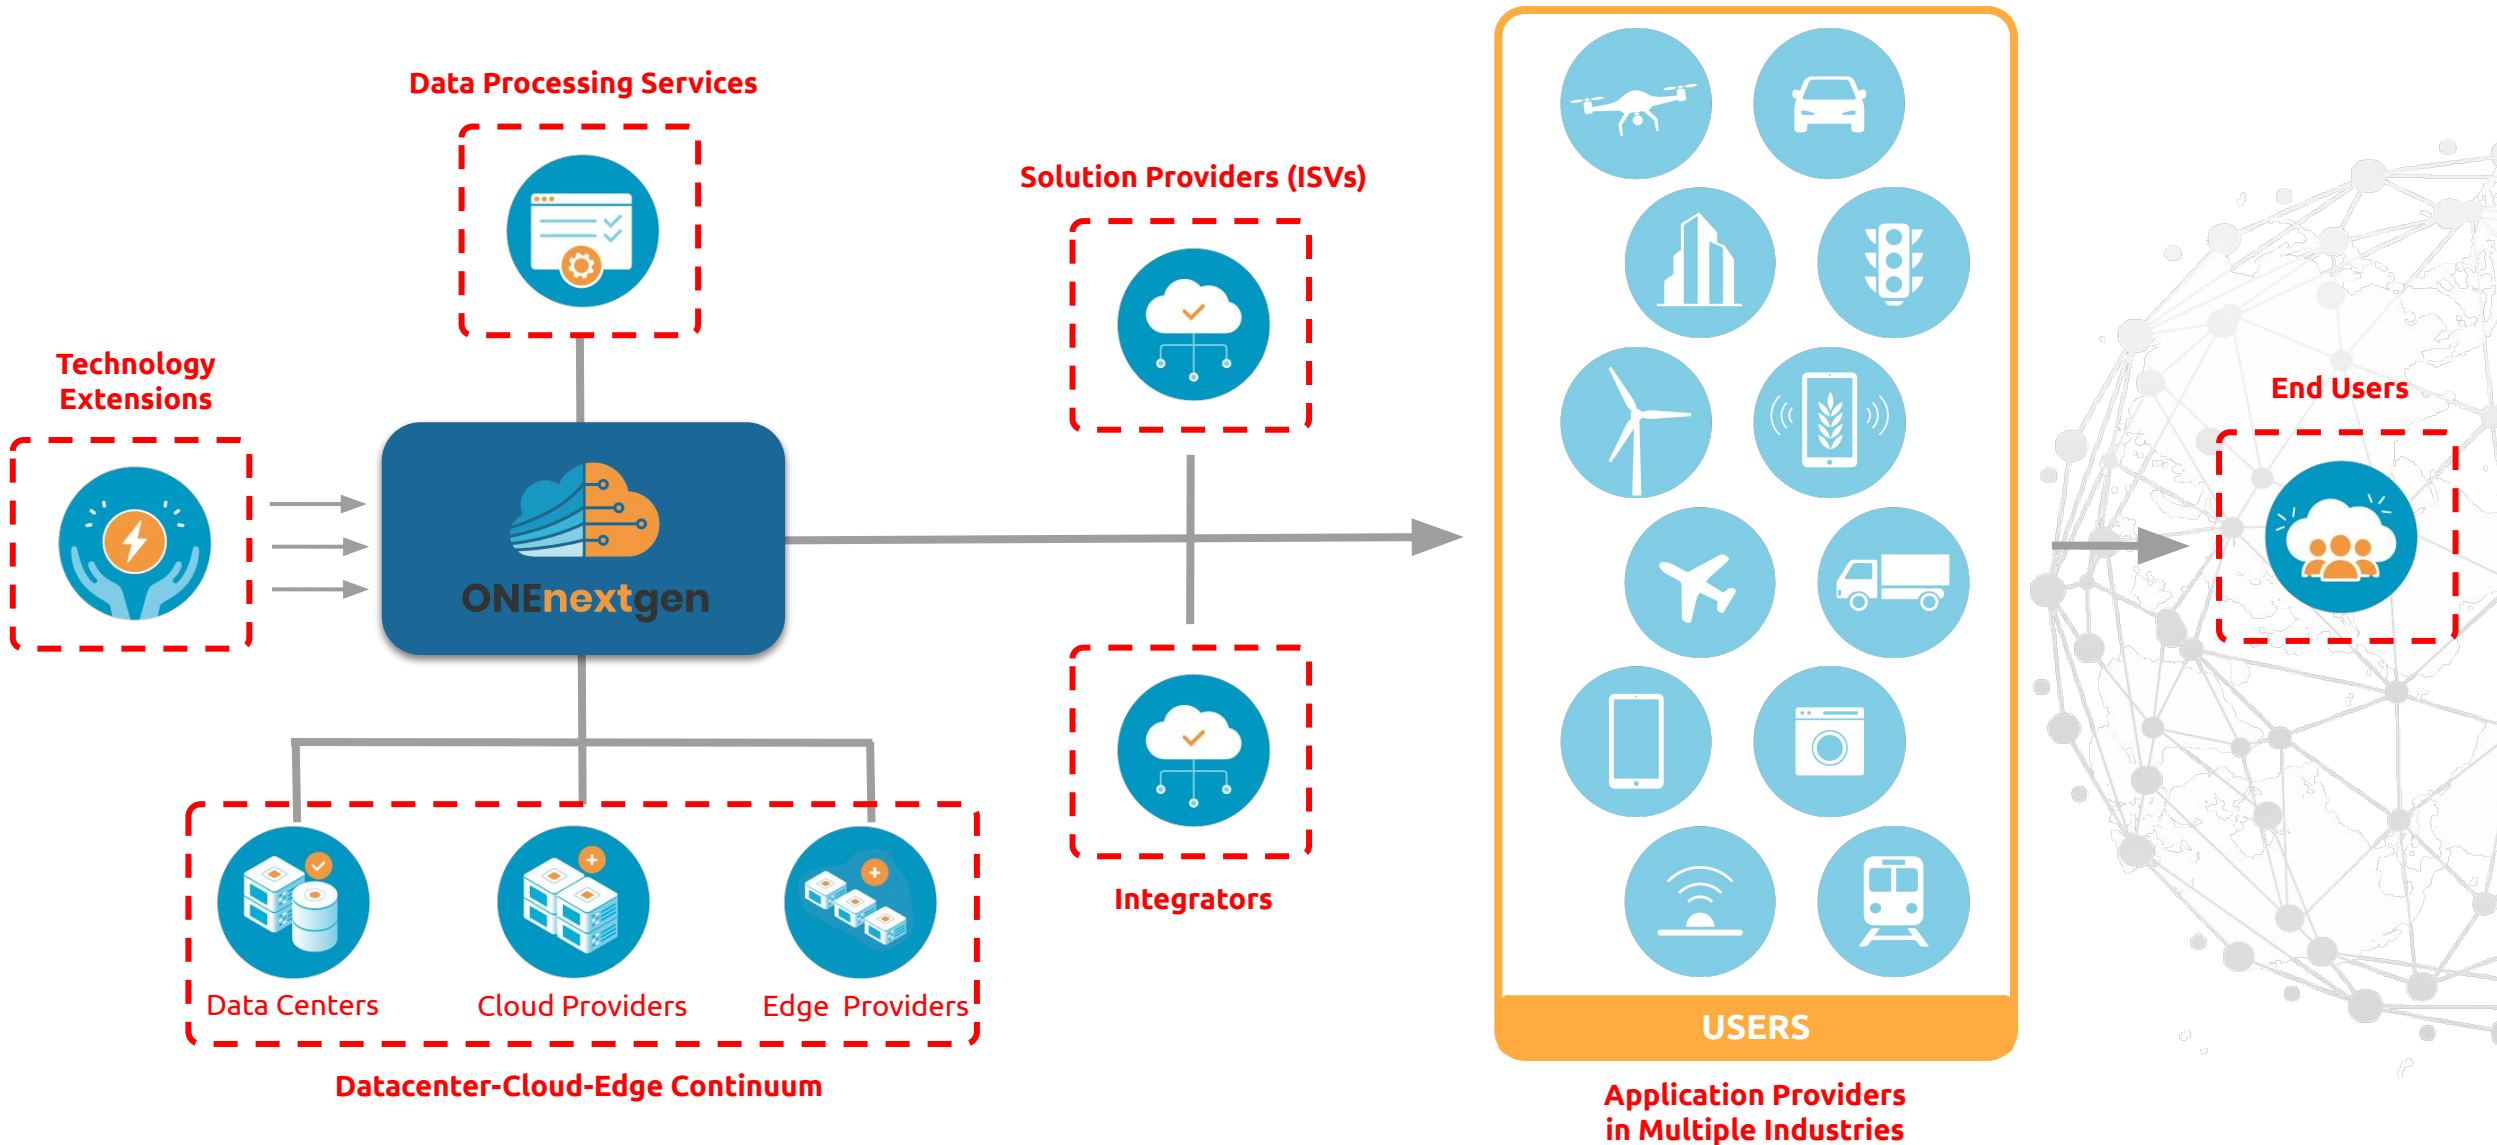 Data Processing Services
Solution Providers (ISVs)
Technology
Extensions
End Users
ONEnextgen
Integrators
Data Centers
Cloud Providers
Edge Providers
USERS
Datacenter-Cloud-Edge Continuum
Application Providers
in Multiple Industries